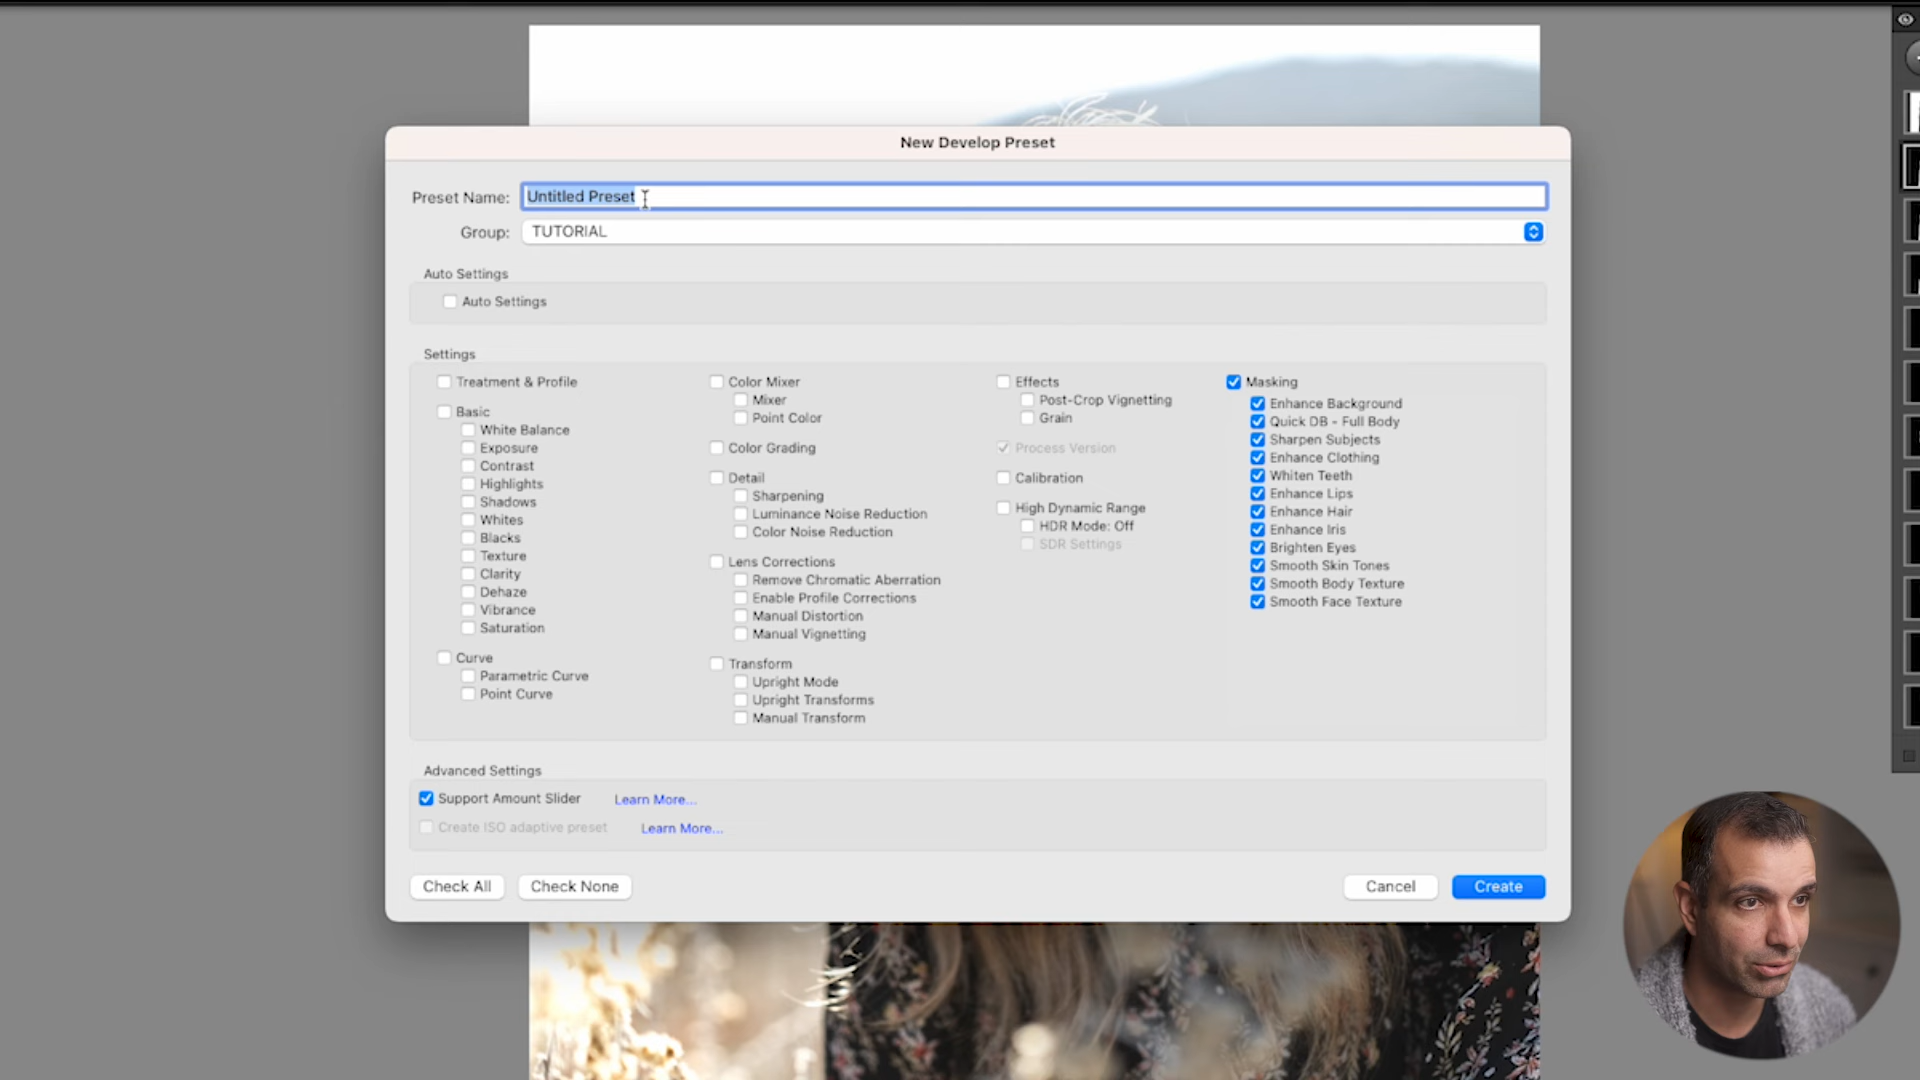 New Develop Preset
Preset Name: Untitled Preset
Group: TUTORIAL
Auto Settings
Auto Settings
Settings
Treatment & Profile
Basic
White Balance
Exposure
Contrast
Highlights
Shadows
Whites
Blacks
Texture
Clarity
Dehaze
Vibrance
Saturation
Curve
Parametric Curve
Point Curve
Color Mixer
Mixer
Point Color
Color Grading
Detail
Sharpening
Luminance Noise Reduction
Color Noise Reduction
Lens Corrections
Remove Chromatic Aberration
Enable Profile Corrections
Manual Distortion
Manual Vignetting
Transform
Upright Mode
Upright Transforms
Manual Transform
Effects
Post-Crop Vignetting
Grain
Process Version
Calibration
High Dynamic Range
HDR Mode: Off
SDR Settings
Masking
Enhance Background
Quick DB - Full Body
Sharpen Subjects
Enhance Clothing
Whiten Teeth
Enhance Lips
Enhance Hair
Enhance Iris
Brighten Eyes
Smooth Skin Tones
Smooth Body Texture
Smooth Face Texture
Advanced Settings
Support Amount Slider Learn More...
Create ISO adaptive preset Learn More...
Check All Check None Cancel Create